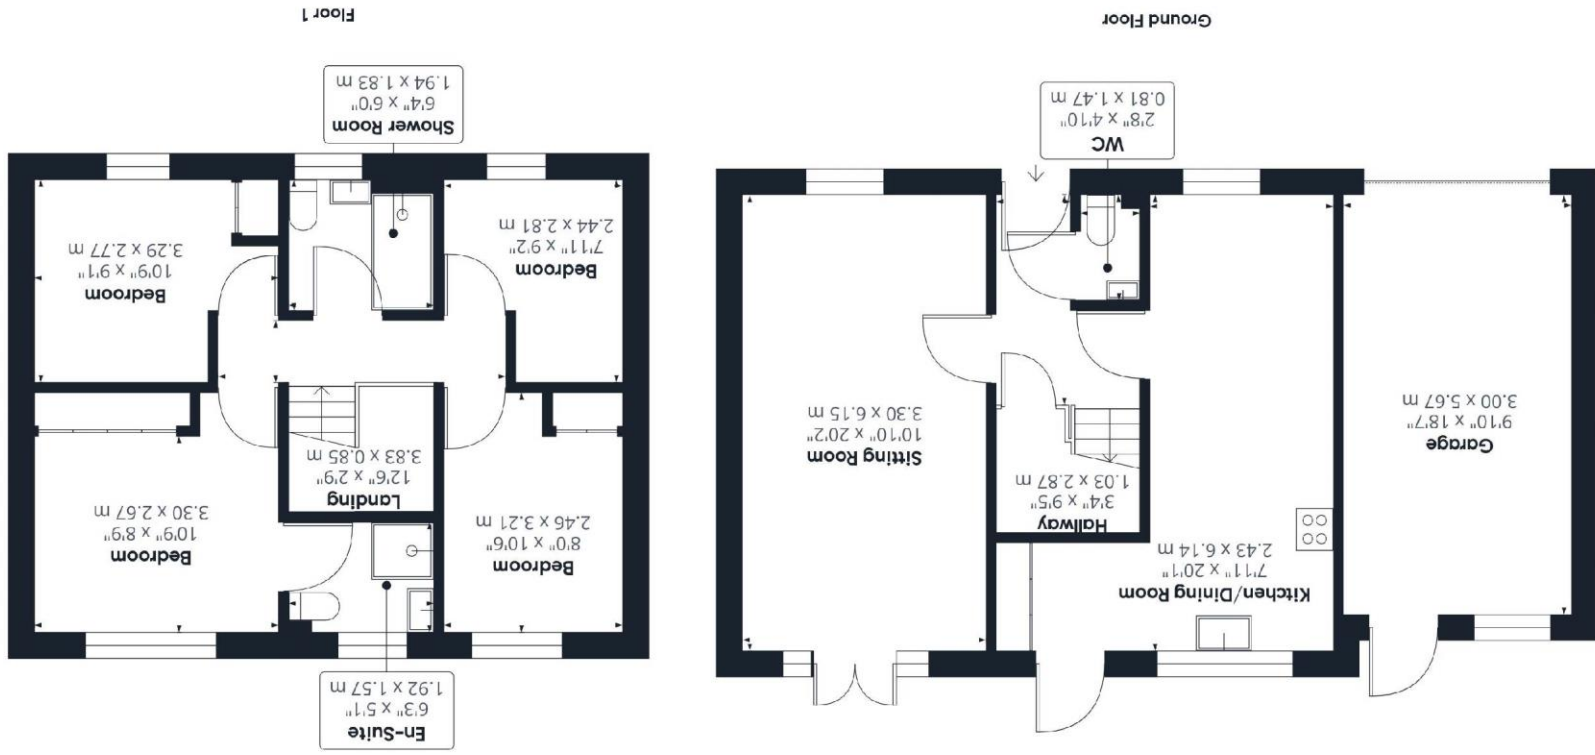 Ground Floor
Garage
9'10" x 18'7"
3.00 x 5.67 m
Kitchen/Dining Room
7'11" x 20'1"
2.43 x 6.14 m
Hallway
3'4" x 9'5"
1.03 x 2.87 m
Sitting Room
10'10" x 20'2"
3.30 x 6.15 m
WC
2'8" x 4'10"
0.81 x 1.47 m
Floor 1
En-Suite
6'3" x 5'1"
1.92 x 1.57 m
Bedroom
8'0" x 10'6"
2.46 x 3.21 m
Bedroom
10'9" x 8'9"
3.30 x 2.67 m
Landing
12'6" x 2'9"
3.83 x 0.85 m
Bedroom
7'11" x 9'2"
2.44 x 2.81 m
Bedroom
10'9" x 9'1"
3.29 x 2.77 m
Shower Room
6'4" x 6'0"
1.94 x 1.83 m